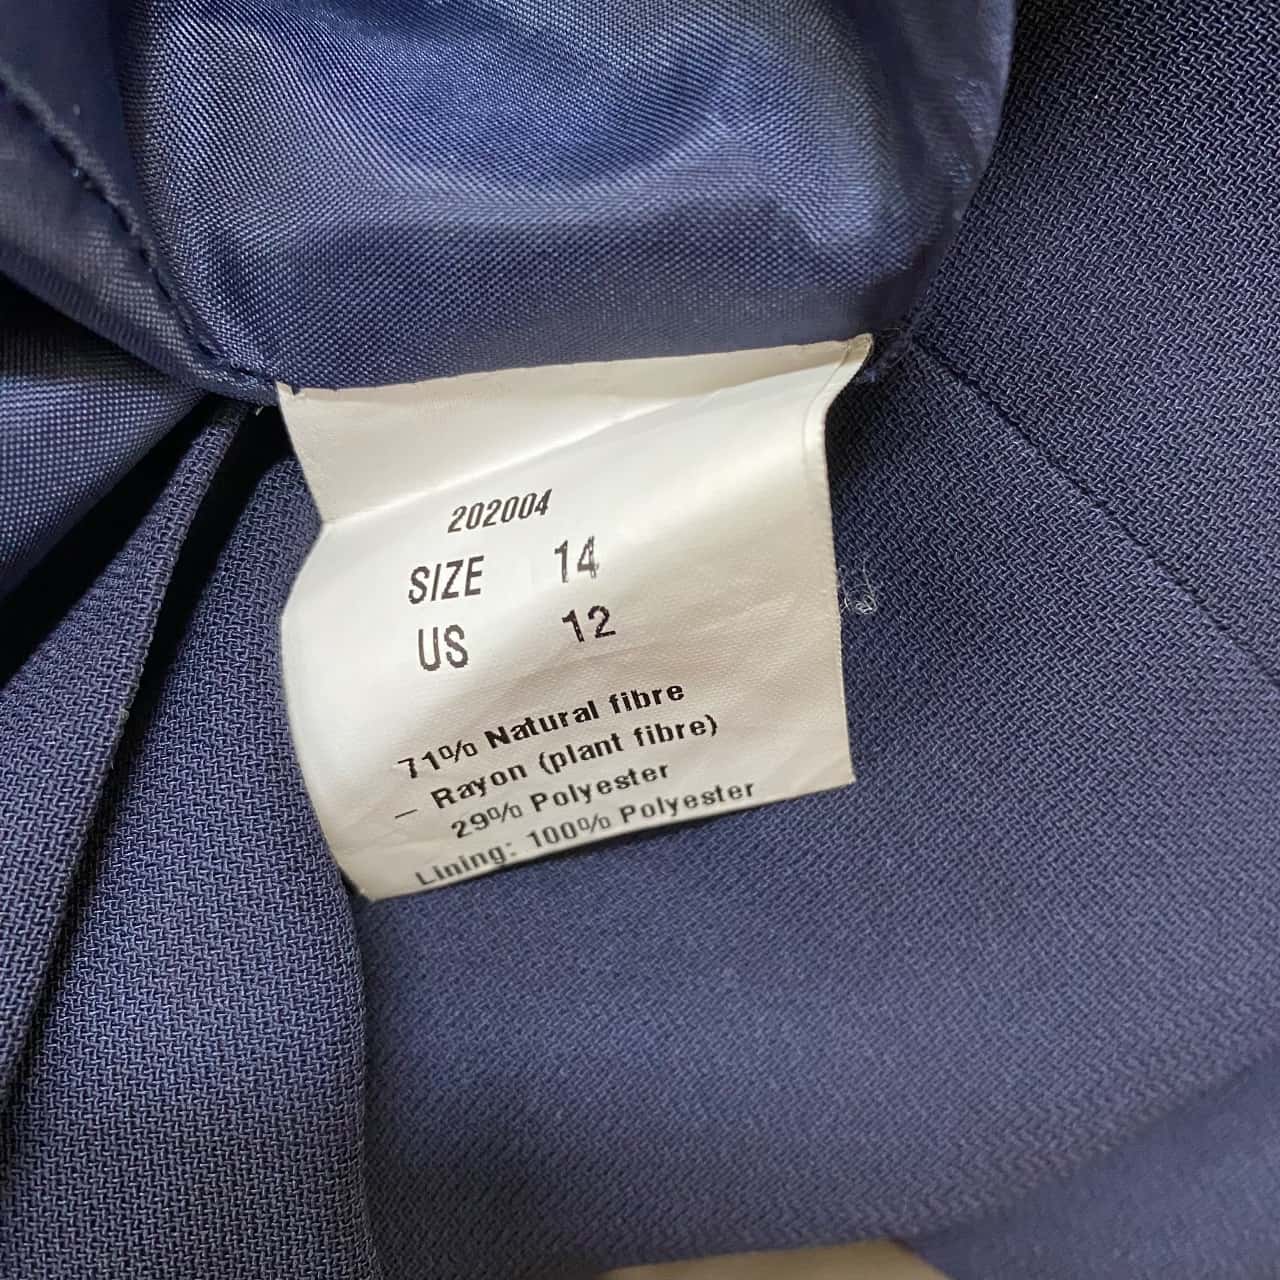 202004
SIZE 14
US 12
71% Natural fibre
– Rayon (plant fibre)
29% Polyester
Lining: 100% Polyester